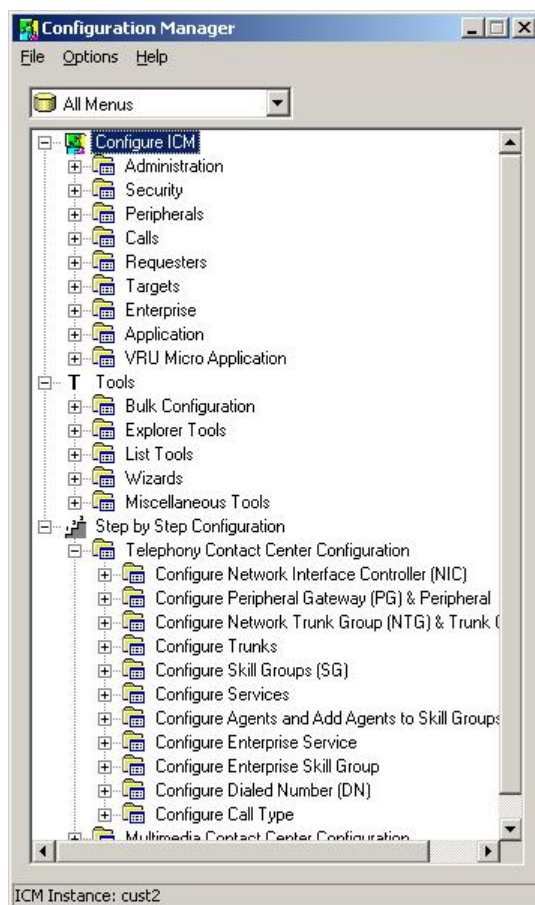 Configuration Manager
File Options Help
All Menus
Configure ICM
Administration
Security
Peripherals
Calls
Requesters
Targets
Enterprise
Application
VRU Micro Application
T Tools
Bulk Configuration
Explorer Tools
List Tools
Wizards
Miscellaneous Tools
Step by Step Configuration
Telephony Contact Center Configuration
Configure Network Interface Controller (NIC)
Configure Peripheral Gateway (PG) & Peripheral
Configure Network Trunk Group (NTG) & Trunk (
Configure Trunks
Configure Skill Groups (SG)
Configure Services
Configure Agents and Add Agents to Skill Groups
Configure Enterprise Service
Configure Enterprise Skill Group
Configure Dialed Number (DN)
Configure Call Type
Multimedia Contact Center Configuration
ICM Instance: cust2